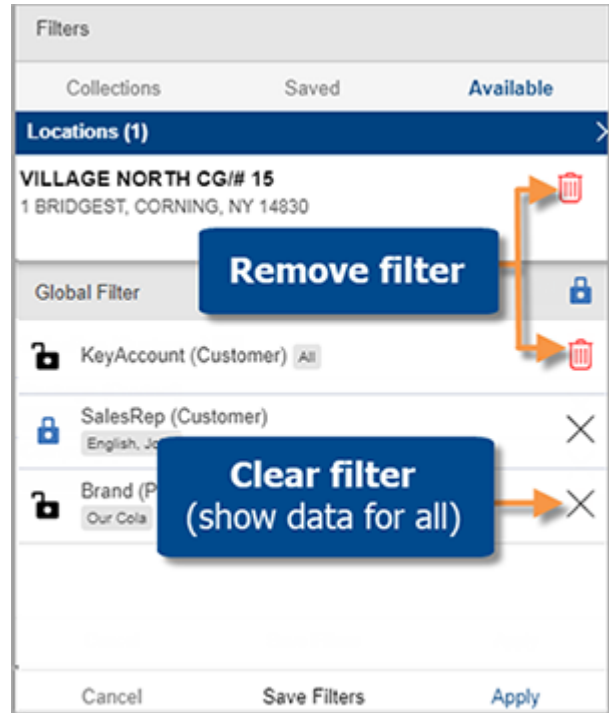 Filters
Collections Saved Available
Locations (1)
VILLAGE NORTH CG/# 15
1 BRIDGEST, CORNING, NY 14830
Remove filter
Global Filter
KeyAccount (Customer) All
SalesRep (Customer)
English,
Clear filter
(show data for all)
Brand (P
Our Cola
Cancel Save Filters Apply